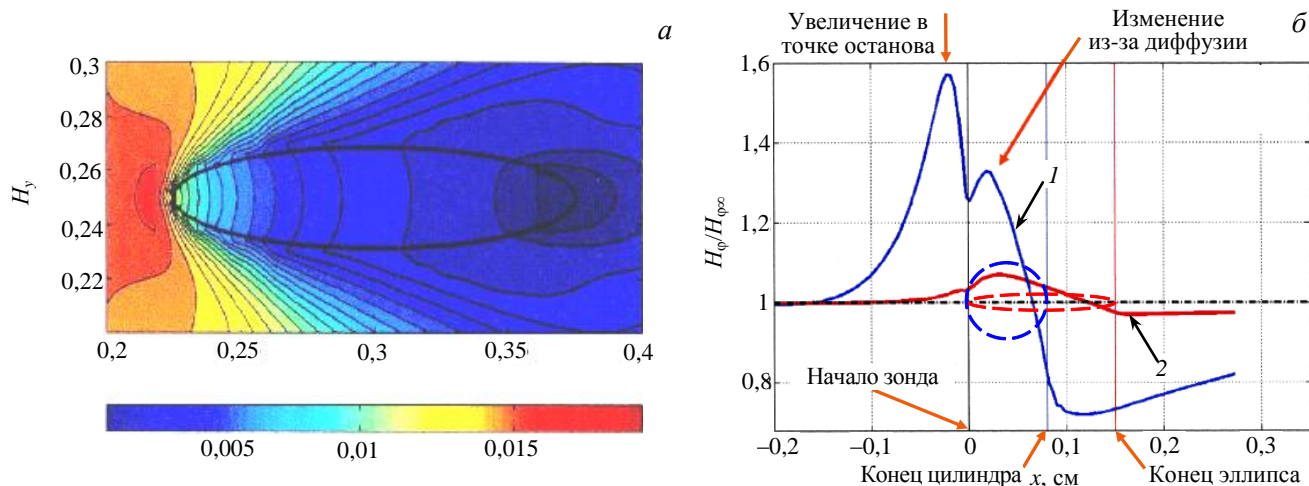 а
H_y
0,3
0,28
0,26
0,24
0,22
0,2
0,25
0,3
0,35
0,4
0,005
0,01
0,015
б
Увеличение в
точке останова
Изменение
из-за диффузии
H_φ/H_φ∞
1,6
1,4
1,2
1
0,8
1
2
Начало зонда
–0,2
–0,1
0
0,1
0,2
0,3
Конец цилиндра
x, см
Конец эллипса